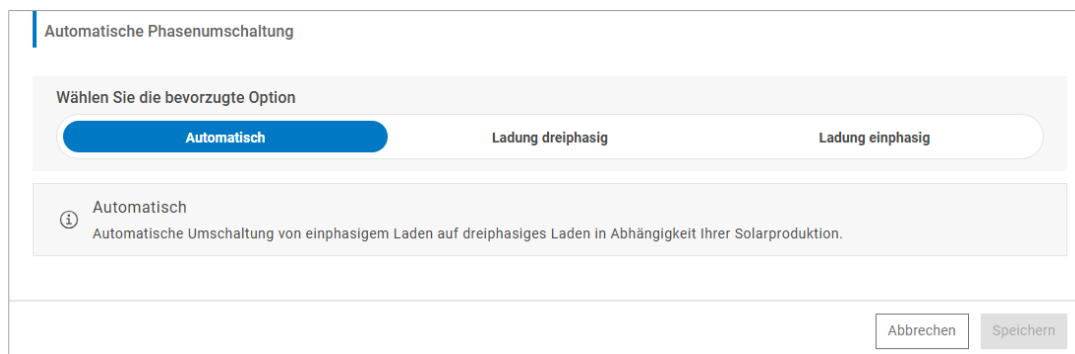 Automatische Phasenumschaltung
Wählen Sie die bevorzugte Option
Automatisch Ladung dreiphasig Ladung einphasig
Automatisch
Automatische Umschaltung von einphasigem Laden auf dreiphasiges Laden in Abhängigkeit Ihrer Solarproduktion.
Abbrechen Speichern